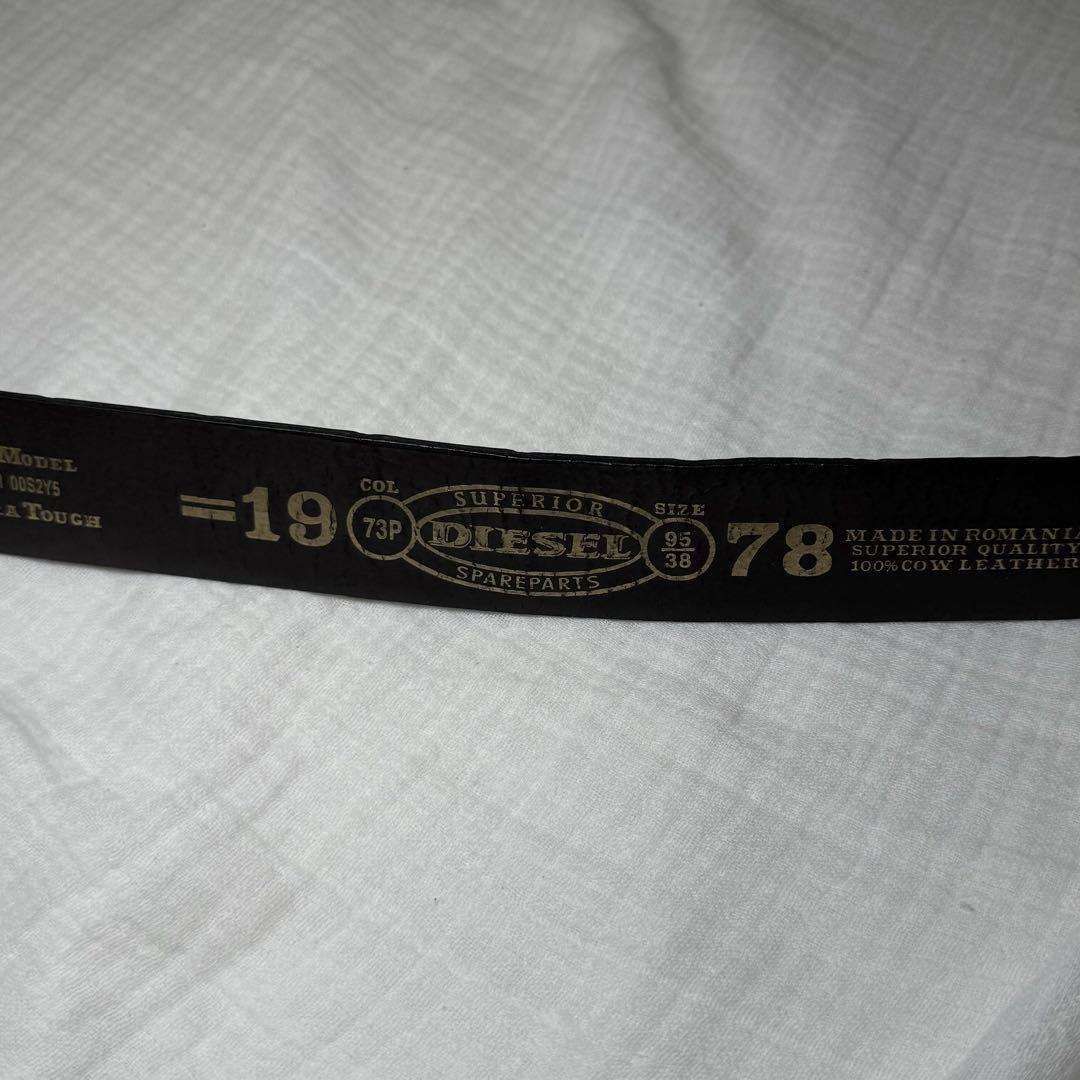 MODEL
00S2Y5
TOUGH
=19
COL
73P
SUPERIOR
DIESEL
SPAREPARTS
SIZE
95
38
78
MADE IN ROMANIA
SUPERIOR QUALITY
100% COW LEATHER